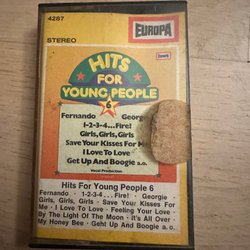 4287
EUROPA
STEREO
HITS
FOR
YOUNG PEOPLE
6
Fernando Georgie
1-2-3-4...Fire!
Girls, Girls, Girls
Save Your Kisses For M
I Love To Love
Get Up And Boogie a.o.
Vocal-Production
Hits For Young People 6
Fernando · 1-2-3-4 . . . Fire! · Georgie ·
Girls, Girls, Girls · Save Your Kisses For
Me · I Love To Love · Feeling Your Love ·
By The Light Of The Moon · It's All Over ·
My Honey Bee · Geht Up And Boogie a.o.